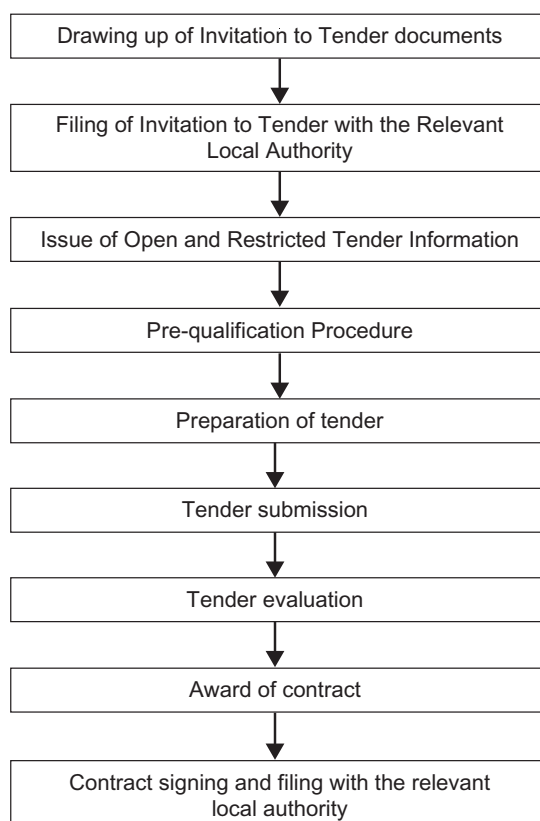 Drawing up of Invitation to Tender documents
Filing of Invitation to Tender with the Relevant
Local Authority
Issue of Open and Restricted Tender Information
Pre-qualification Procedure
Preparation of tender
Tender submission
Tender evaluation
Award of contract
Contract signing and filing with the relevant
local authority